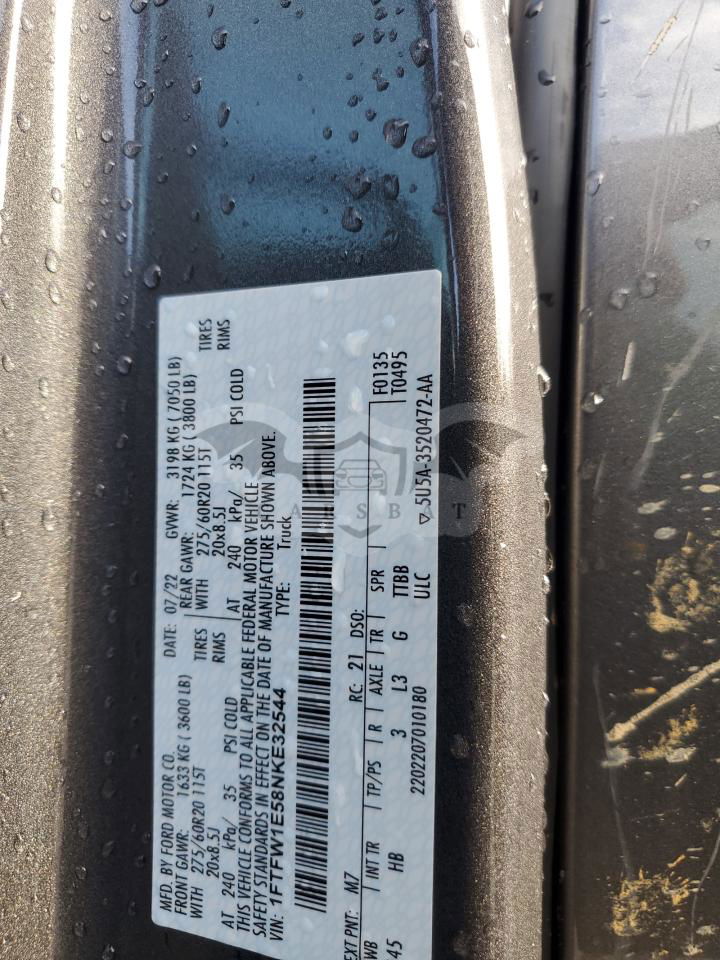 MFD. BY FORD MOTOR CO.
DATE: 07/22 GVWR: 3198 KG ( 7050 LB)
FRONT GAWR: 1633 KG ( 3600 LB) REAR GAWR: 1724 KG ( 3800 LB)
WITH 275/60R20 115T TIRES WITH 275/60R20 115T TIRES
20x8.5J RIMS 20x8.5J RIMS
AT 240 kPa/ 35 PSI COLD AT 240 kPa/ 35 PSI COLD
THIS VEHICLE CONFORMS TO ALL APPLICABLE FEDERAL MOTOR VEHICLE
SAFETY STANDARDS IN EFFECT ON THE DATE OF MANUFACTURE SHOWN ABOVE.
VIN: 1FTFW1E58NKE32544 TYPE: Truck
EXT PNT: M7 RC: 21 DSO: F0135
WB INT TR TP/PS R AXLE TR SPR T0495
45 HB 3 L3 G TTBB
2202207010180 ULC
5U5A-3520472-AA